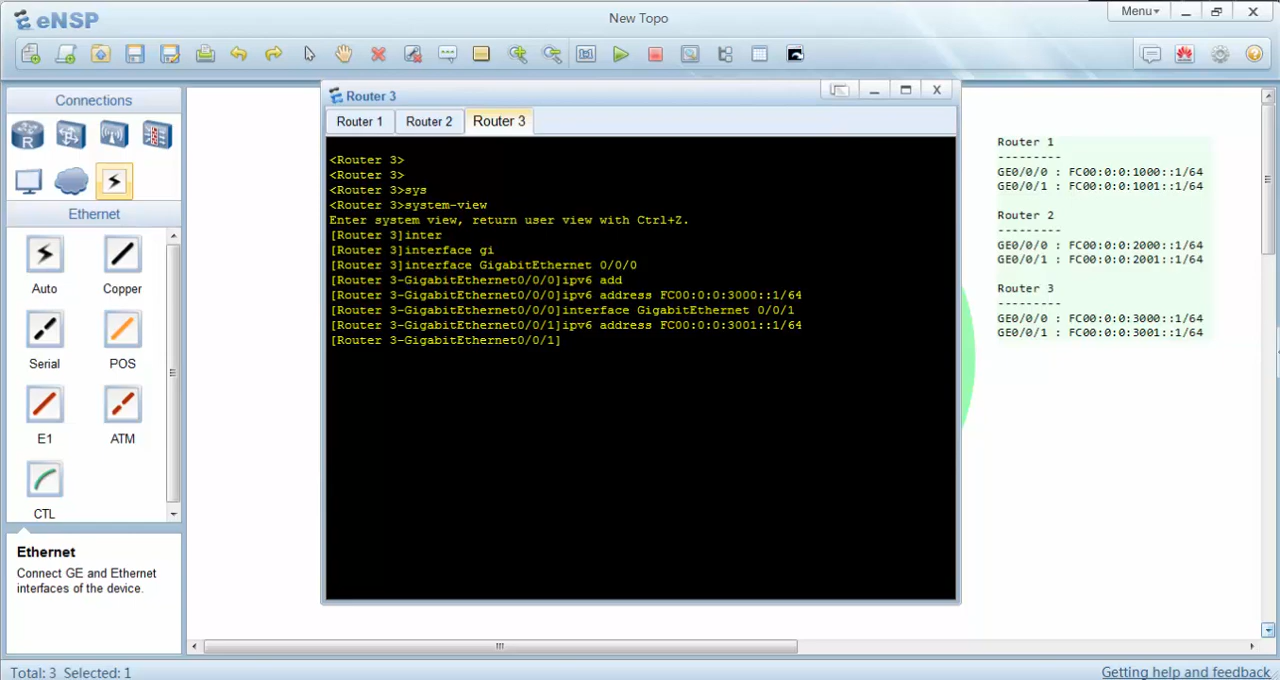 eNSP
New Topo
Menu
Connections
Ethernet
Auto
Copper
Serial
POS
E1
ATM
CTL
Ethernet
Connect GE and Ethernet
interfaces of the device.
Router 3
Router 1
Router 2
Router 3
<Router 3>
<Router 3>
<Router 3>sys
<Router 3>system-view
Enter system view, return user view with Ctrl+Z.
[Router 3]inter
[Router 3]interface gi
[Router 3]interface GigabitEthernet 0/0/0
[Router 3-GigabitEthernet0/0/0]ipv6 add
[Router 3-GigabitEthernet0/0/0]ipv6 address FC00:0:0:3000::1/64
[Router 3-GigabitEthernet0/0/0]interface GigabitEthernet 0/0/1
[Router 3-GigabitEthernet0/0/1]ipv6 address FC00:0:0:3001::1/64
[Router 3-GigabitEthernet0/0/1]
Router 1
---------
GE0/0/0 : FC00:0:0:1000::1/64
GE0/0/1 : FC00:0:0:1001::1/64
Router 2
---------
GE0/0/0 : FC00:0:0:2000::1/64
GE0/0/1 : FC00:0:0:2001::1/64
Router 3
---------
GE0/0/0 : FC00:0:0:3000::1/64
GE0/0/1 : FC00:0:0:3001::1/64
Total: 3 Selected: 1
Getting help and feedback